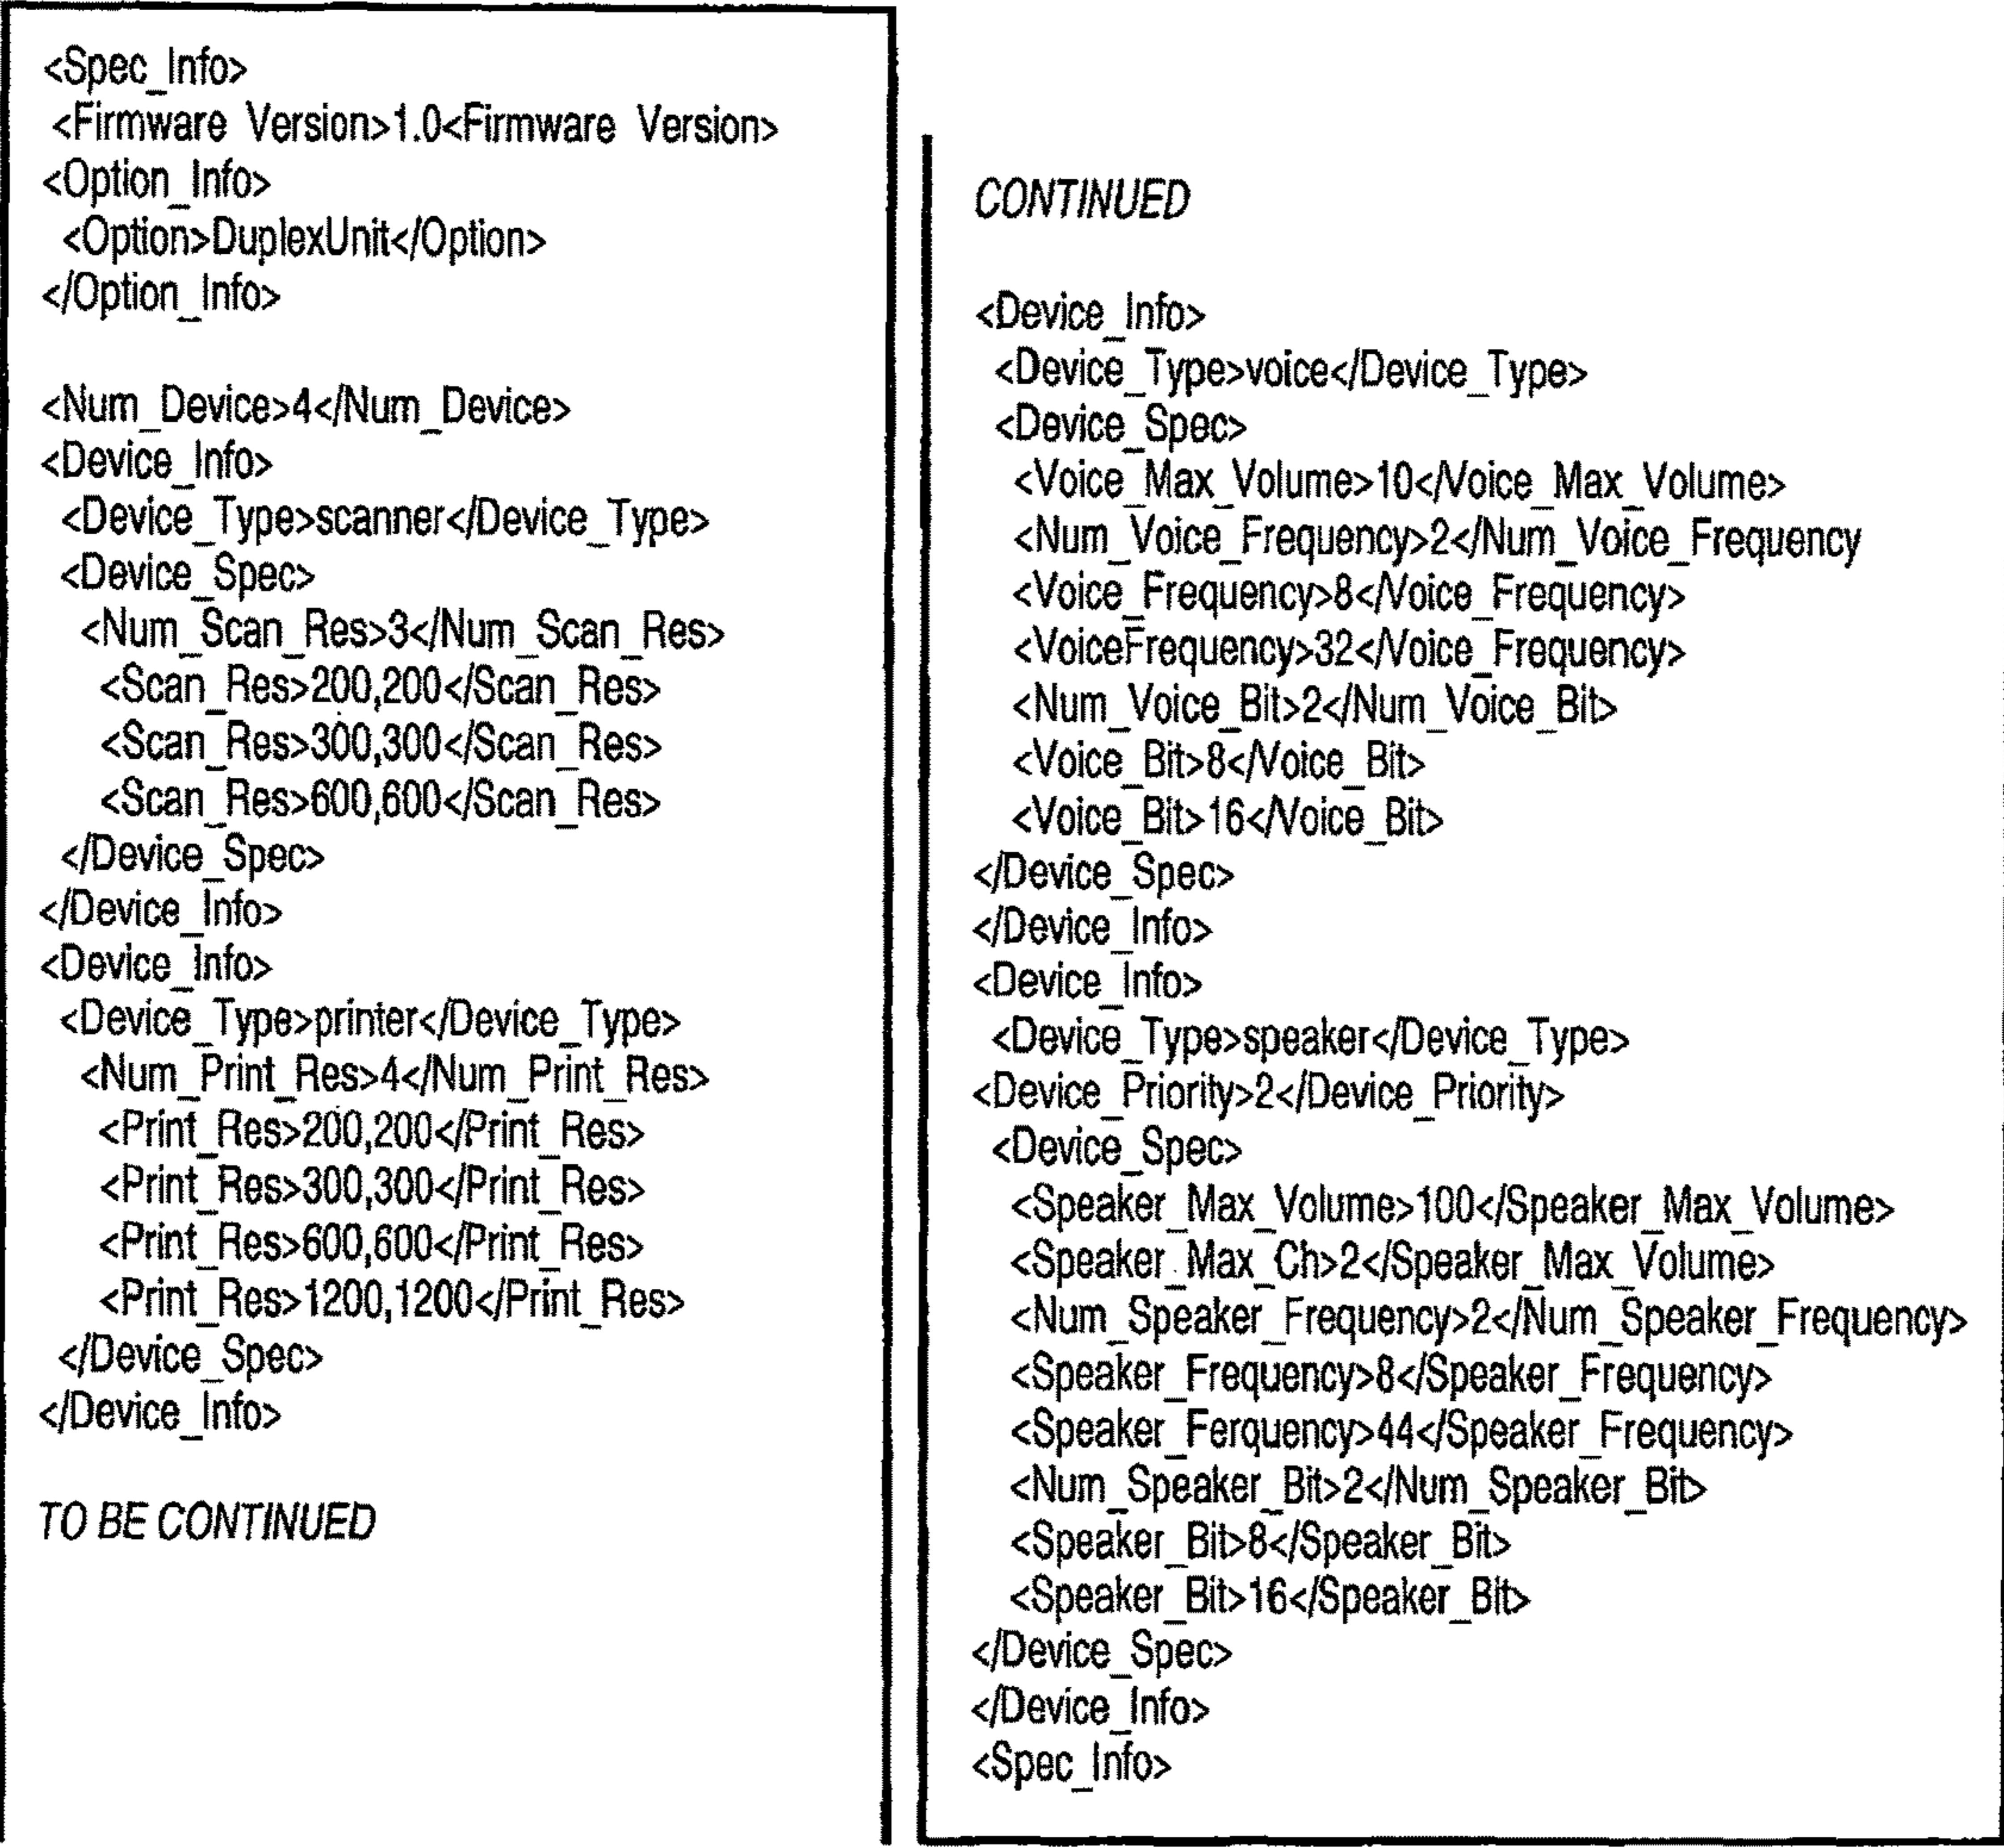 <Spec_Info>
<Firmware Version>1.0<Firmware Version>
<Option_Info>
<Option>DuplexUnit</Option>
</Option_Info>
<Num_Device>4</Num_Device>
<Device_Info>
<Device_Type>scanner</Device_Type>
<Device_Spec>
<Num_Scan_Res>3</Num_Scan_Res>
<Scan_Res>200,200</Scan_Res>
<Scan_Res>300,300</Scan_Res>
<Scan_Res>600,600</Scan_Res>
</Device_Spec>
</Device_Info>
<Device_Info>
<Device_Type>printer</Device_Type>
<Num_Print_Res>4</Num_Print_Res>
<Print_Res>200,200</Print_Res>
<Print_Res>300,300</Print_Res>
<Print_Res>600,600</Print_Res>
<Print_Res>1200,1200</Print_Res>
</Device_Spec>
</Device_Info>
TO BE CONTINUED
CONTINUED
<Device_Info>
<Device_Type>voice</Device_Type>
<Device_Spec>
<Voice_Max_Volume>10</Voice_Max_Volume>
<Num_Voice_Frequency>2</Num_Voice_Frequency
<Voice_Frequency>8</Voice_Frequency>
<VoiceFrequency>32</Voice_Frequency>
<Num_Voice_Bit>2</Num_Voice_Bit>
<Voice_Bit>8</Voice_Bit>
<Voice_Bit>16</Voice_Bit>
</Device_Spec>
</Device_Info>
<Device_Info>
<Device_Type>speaker</Device_Type>
<Device_Priority>2</Device_Priority>
<Device_Spec>
<Speaker_Max_Volume>100</Speaker_Max_Volume>
<Speaker_Max_Ch>2</Speaker_Max_Volume>
<Num_Speaker_Frequency>2</Num_Speaker_Frequency>
<Speaker_Frequency>8</Speaker_Frequency>
<Speaker_Ferquency>44</Speaker_Frequency>
<Num_Speaker_Bit>2</Num_Speaker_Bit>
<Speaker_Bit>8</Speaker_Bit>
<Speaker_Bit>16</Speaker_Bit>
</Device_Spec>
</Device_Info>
<Spec_Info>